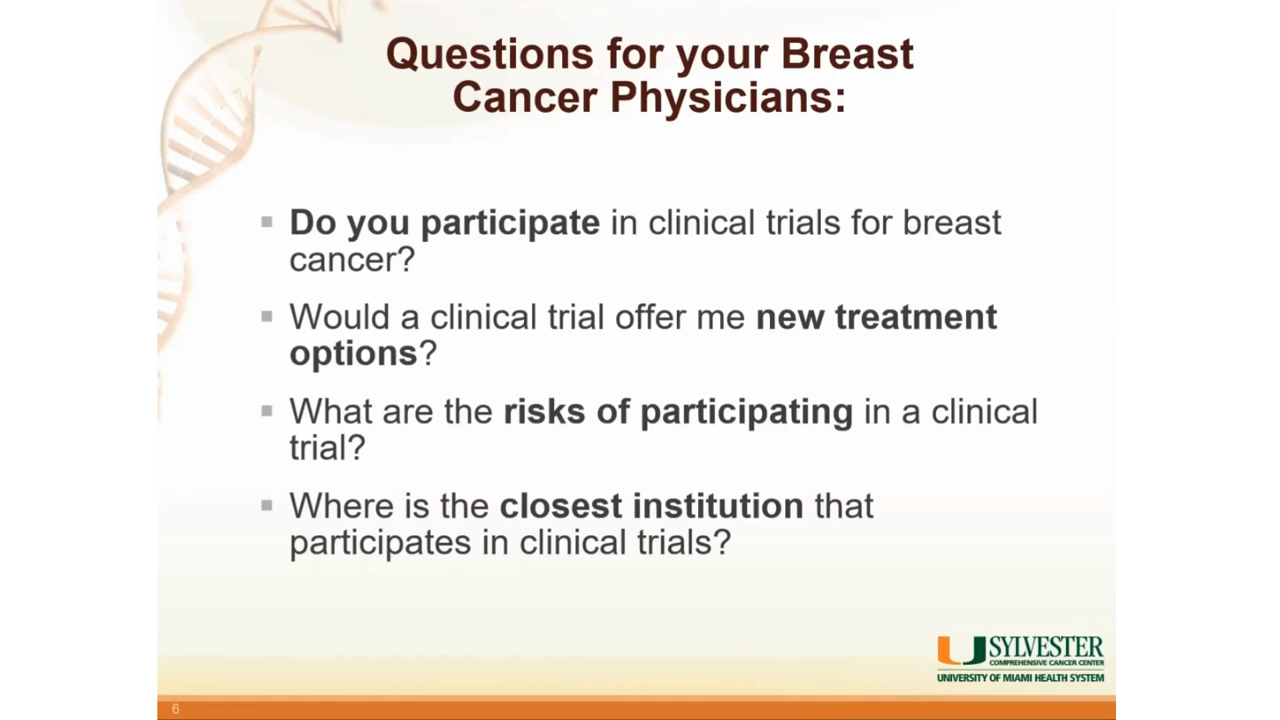 Questions for your Breast
Cancer Physicians:
Do you participate in clinical trials for breast
cancer?
Would a clinical trial offer me new treatment
options?
What are the risks of participating in a clinical
trial?
Where is the closest institution that
participates in clinical trials?
SYLVESTER
COMPREHENSIVE CANCER CENTER
UNIVERSITY OF MIAMI HEALTH SYSTEM
6